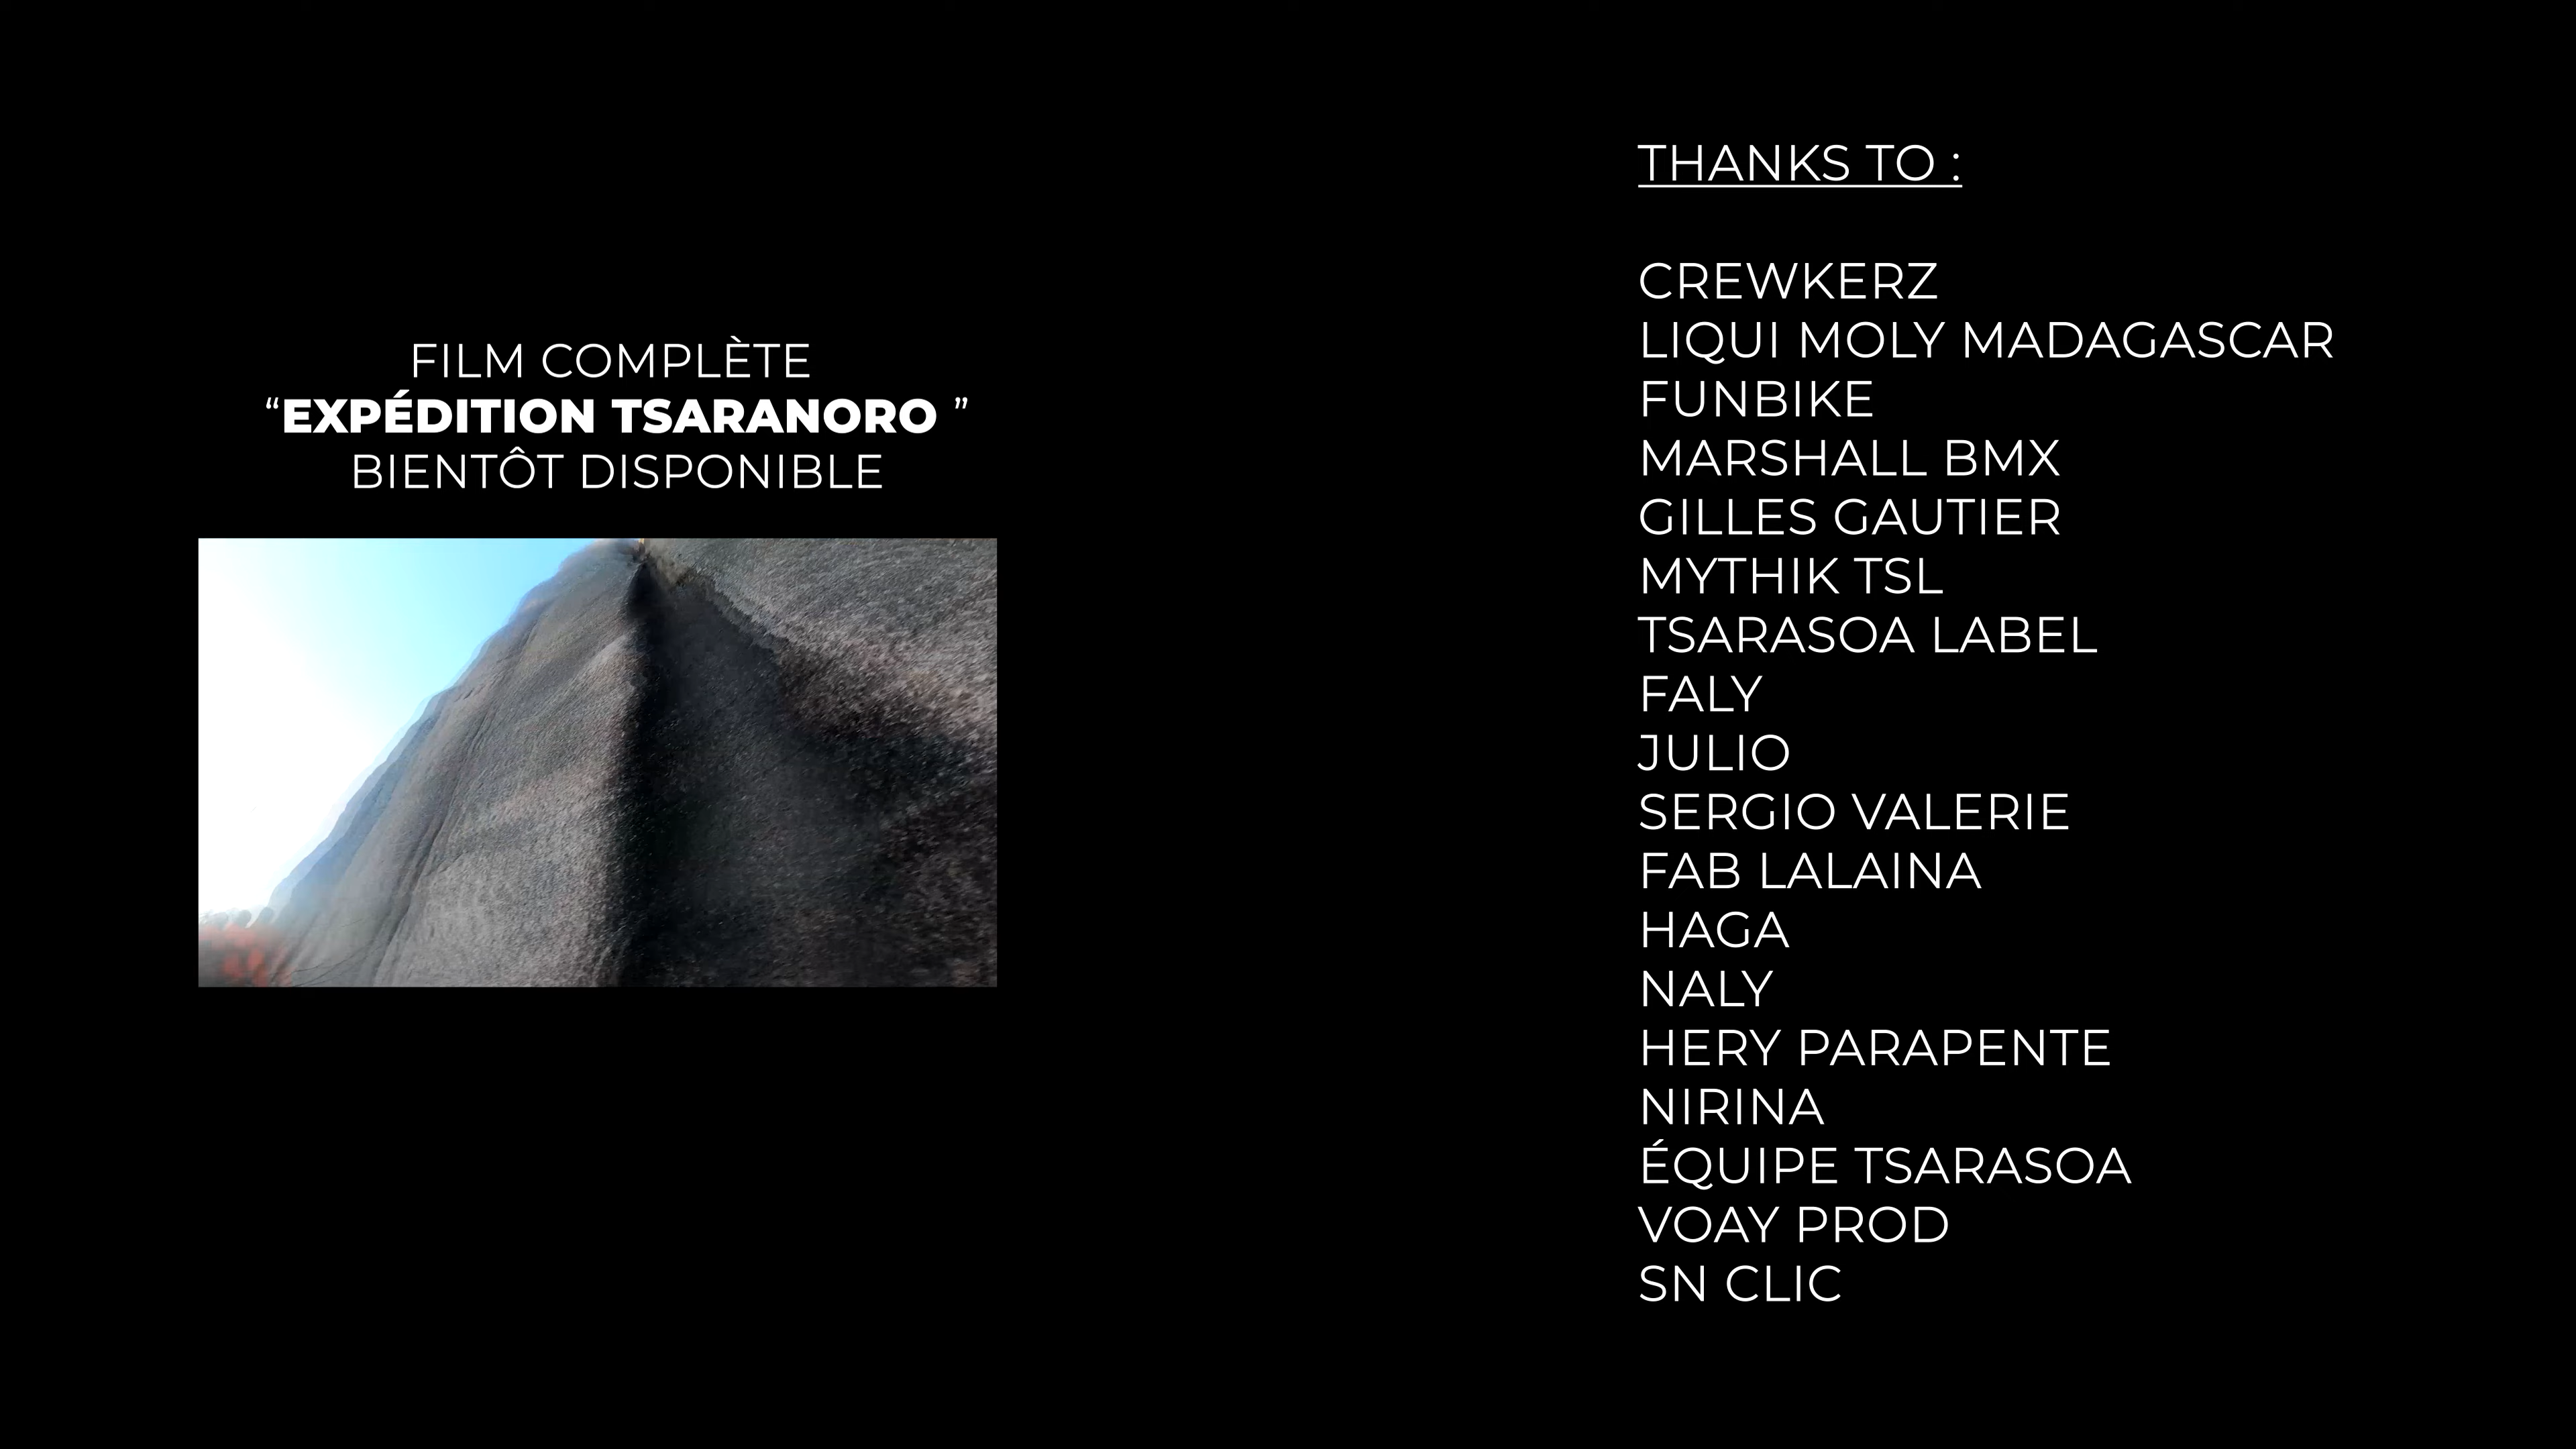 FILM COMPLÈTE
“EXPÉDITION TSARANORO ”
BIENTÔT DISPONIBLE
THANKS TO :
CREWKERZ
LIQUI MOLY MADAGASCAR
FUNBIKE
MARSHALL BMX
GILLES GAUTIER
MYTHIK TSL
TSARASOA LABEL
FALY
JULIO
SERGIO VALERIE
FAB LALAINA
HAGA
NALY
HERY PARAPENTE
NIRINA
ÉQUIPE TSARASOA
VOAY PROD
SN CLIC